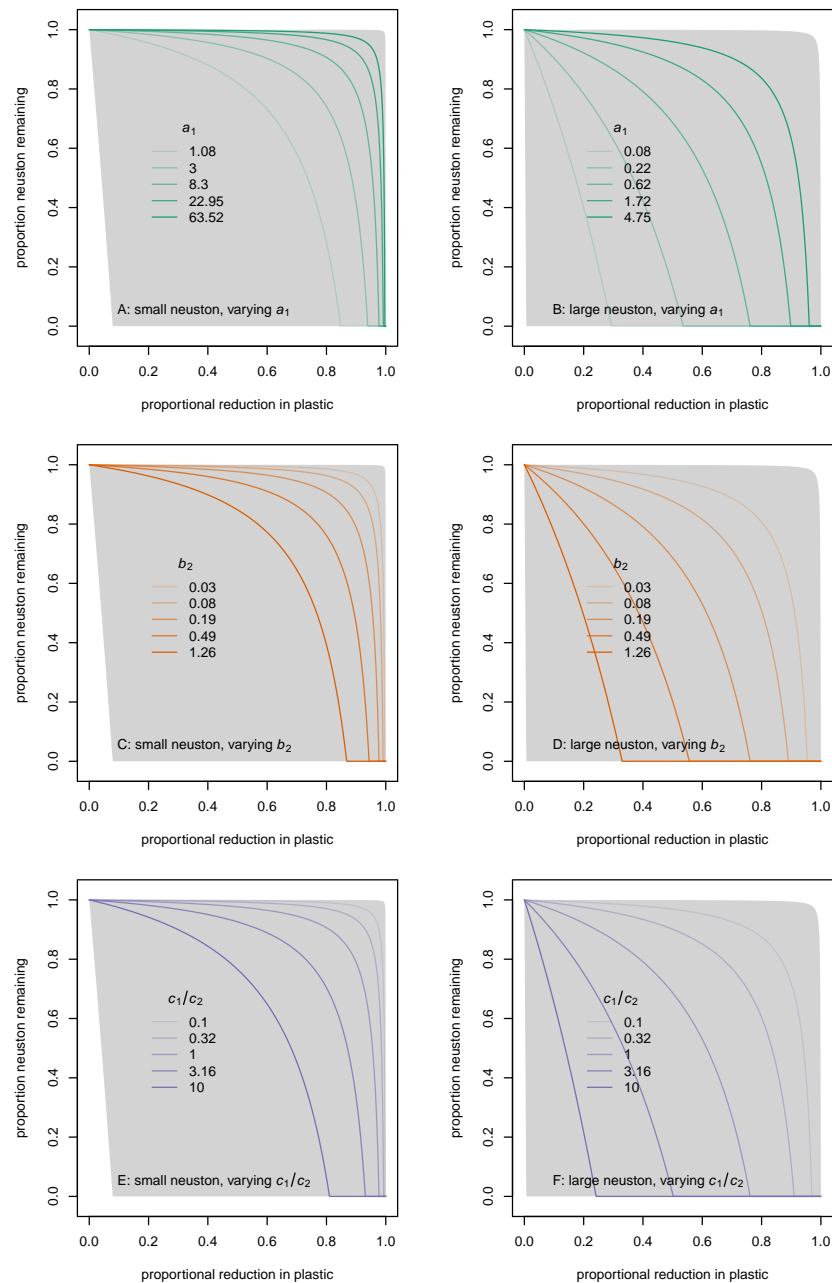 proportion neuston remaining
1.0
0.8
0.6
0.4
0.2
0.0
a1
1.08
3
8.3
22.95
63.52
A: small neuston, varying a1
0.0 0.2 0.4 0.6 0.8 1.0
proportional reduction in plastic
proportion neuston remaining
1.0
0.8
0.6
0.4
0.2
0.0
a1
0.08
0.22
0.62
1.72
4.75
B: large neuston, varying a1
0.0 0.2 0.4 0.6 0.8 1.0
proportional reduction in plastic
proportion neuston remaining
1.0
0.8
0.6
0.4
0.2
0.0
b2
0.03
0.08
0.19
0.49
1.26
C: small neuston, varying b2
0.0 0.2 0.4 0.6 0.8 1.0
proportional reduction in plastic
proportion neuston remaining
1.0
0.8
0.6
0.4
0.2
0.0
b2
0.03
0.08
0.19
0.49
1.26
D: large neuston, varying b2
0.0 0.2 0.4 0.6 0.8 1.0
proportional reduction in plastic
proportion neuston remaining
1.0
0.8
0.6
0.4
0.2
0.0
c1/c2
0.1
0.32
1
3.16
10
E: small neuston, varying c1/c2
0.0 0.2 0.4 0.6 0.8 1.0
proportional reduction in plastic
proportion neuston remaining
1.0
0.8
0.6
0.4
0.2
0.0
c1/c2
0.1
0.32
1
3.16
10
F: large neuston, varying c1/c2
0.0 0.2 0.4 0.6 0.8 1.0
proportional reduction in plastic